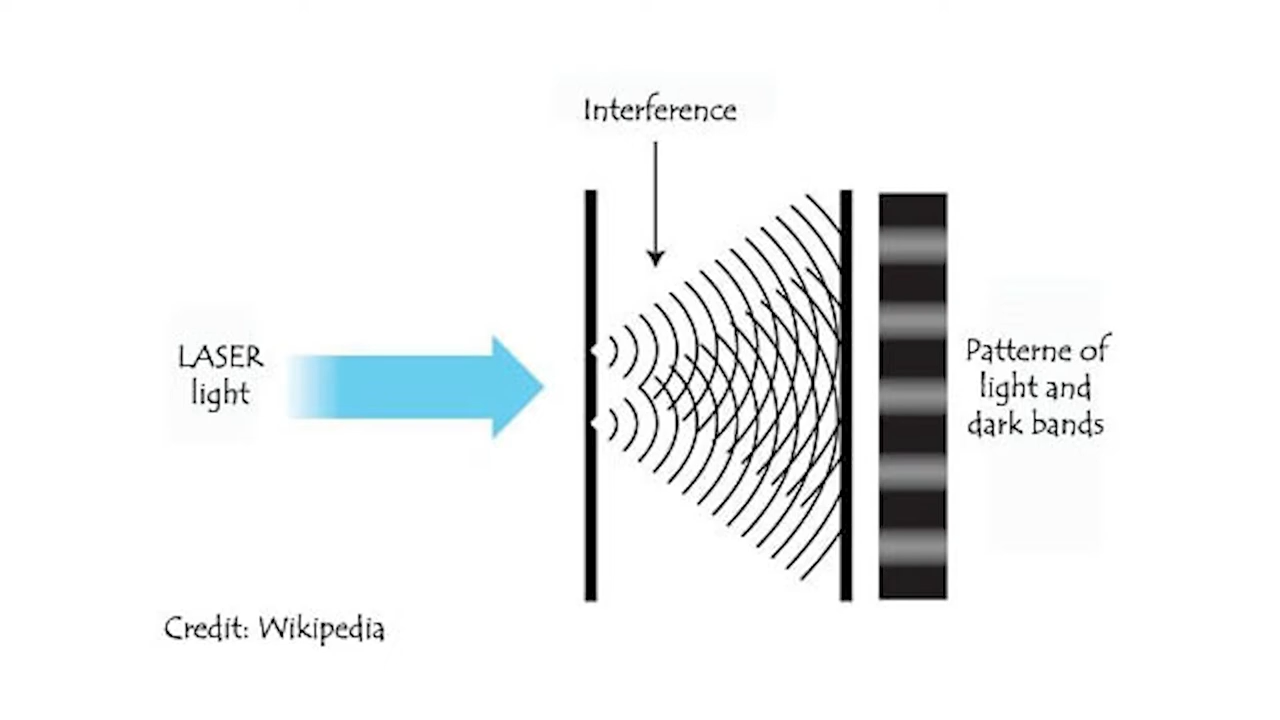 Interference
LASER
light
Patterne of
light and
dark bands
Credit: Wikipedia